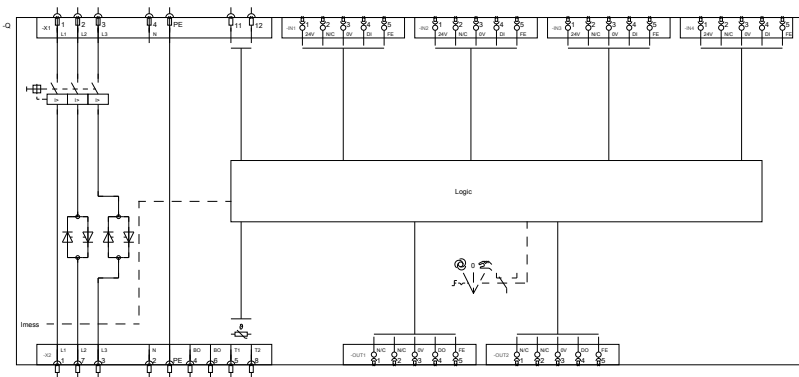 -Q
-X1 1 2 3 4 PE 11 12
L1 L2 L3 N
-IN1 1 2 3 4 5
24V N/C 0V DI FE
-IN2 1 2 3 4 5
24V N/C 0V DI FE
-IN3 1 2 3 4 5
24V N/C 0V DI FE
-IN4 1 2 3 4 5
24V N/C 0V DI FE
I> I> I>
Logic
0
Imess
ϑ
-X2 L1 L2 L3 N BO BO T1 T2
1 7 3 2 PE 4 6 5 8
-OUT1 N/C N/C 0V DO FE
1 2 3 4 5
-OUT2 N/C N/C 0V DO FE
1 2 3 4 5